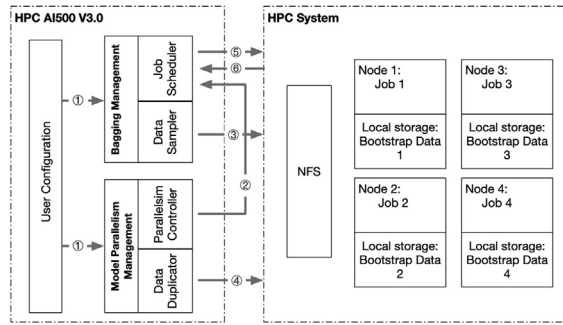 HPC AI500 V3.0
User Configuration
①
①
Bagging Management
Job
Scheduler
Data
Sampler
Model Parallelism
Management
Parallelsim
Controller
Data
Duplicator
⑤
⑥
③
②
④
HPC System
NFS
Node 1:
Job 1
Local storage:
Bootstrap Data
1
Node 3:
Job 3
Local storage:
Bootstrap Data
3
Node 2:
Job 2
Local storage:
Bootstrap Data
2
Node 4:
Job 4
Local storage:
Bootstrap Data
4